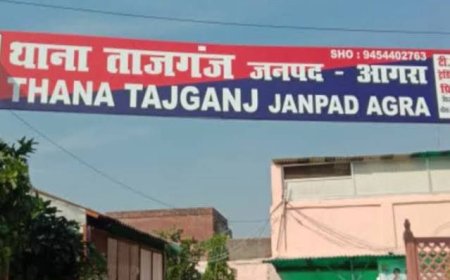 SHO : 9454402763
थाना ताजगंज जनपद - आगरा
THANA TAJGANJ JANPAD AGRA